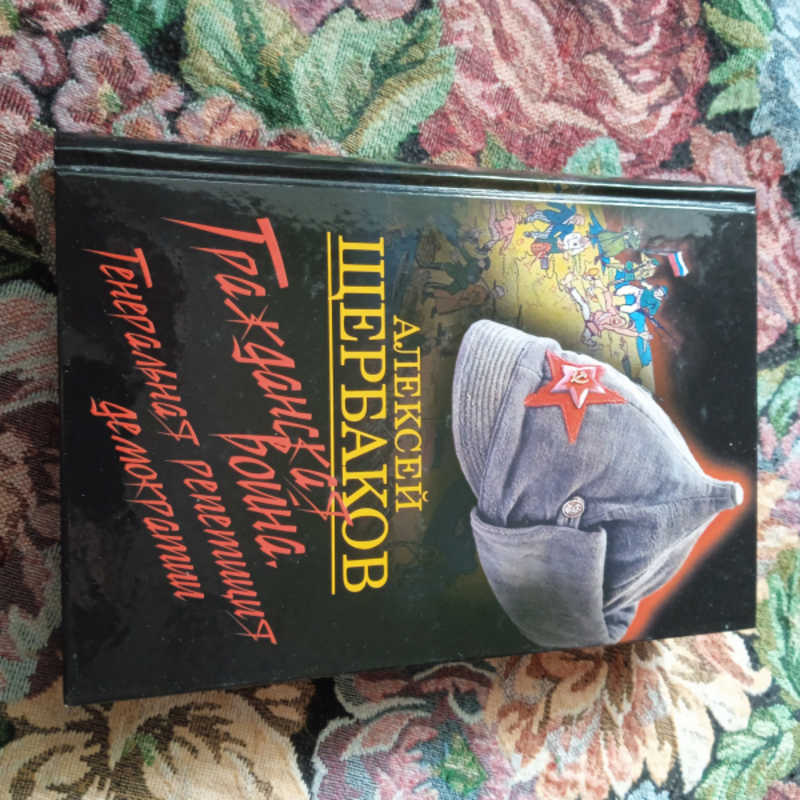 АЛЕКСЕЙ
ЩЕРБАКОВ
Гражданская
война.
Генеральная репетиция
демократии